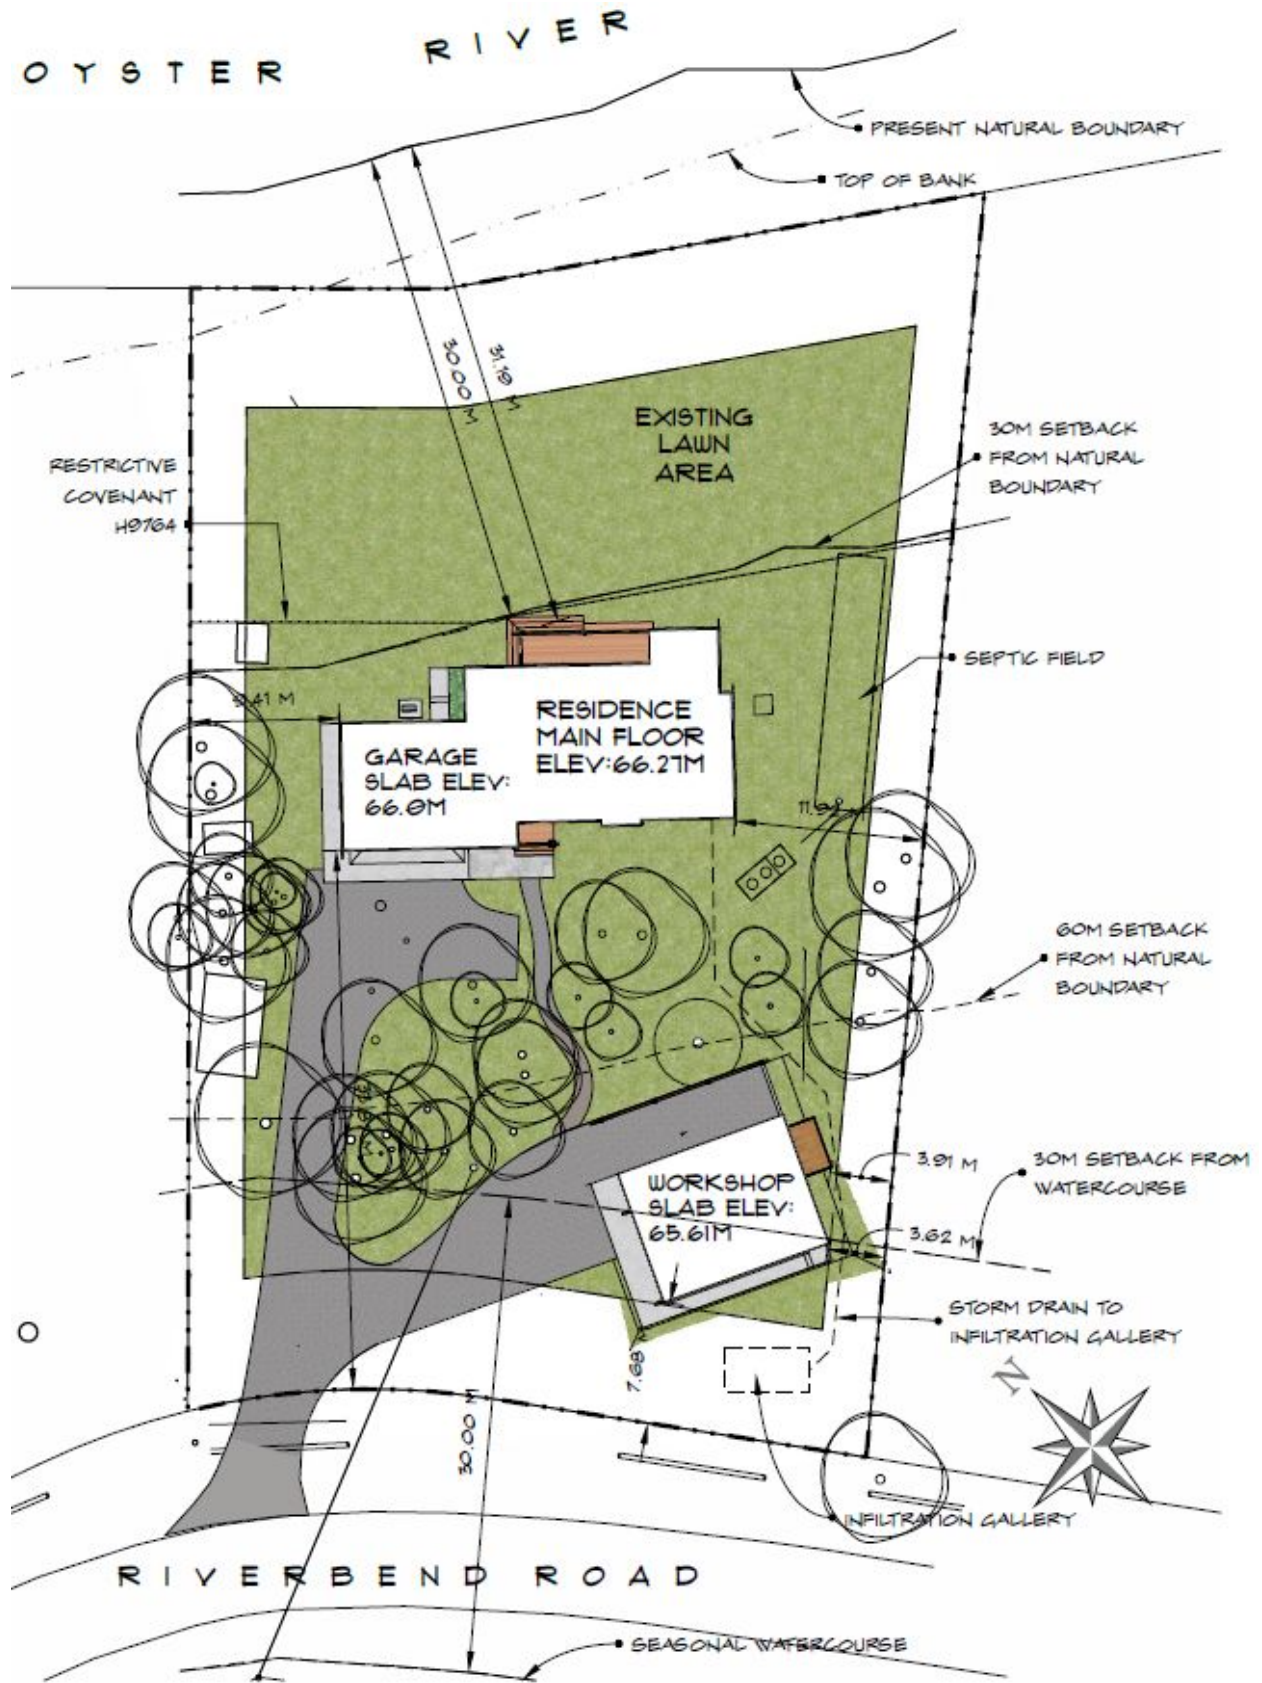 OYSTER RIVER
PRESENT NATURAL BOUNDARY
TOP OF BANK
30.00 M
31.19 M
EXISTING
LAWN
AREA
30M SETBACK
FROM NATURAL
BOUNDARY
RESTRICTIVE
COVENANT
H9764
SEPTIC FIELD
RESIDENCE
MAIN FLOOR
ELEV:66.27M
GARAGE
SLAB ELEV:
66.0M
60M SETBACK
FROM NATURAL
BOUNDARY
3.91 M
30M SETBACK FROM
WATERCOURSE
WORKSHOP
SLAB ELEV:
65.61M
3.62 M
STORM DRAIN TO
INFILTRATION GALLERY
7.68
N
30.00 M
INFILTRATION GALLERY
RIVERBEND ROAD
SEASONAL WATERCOURSE